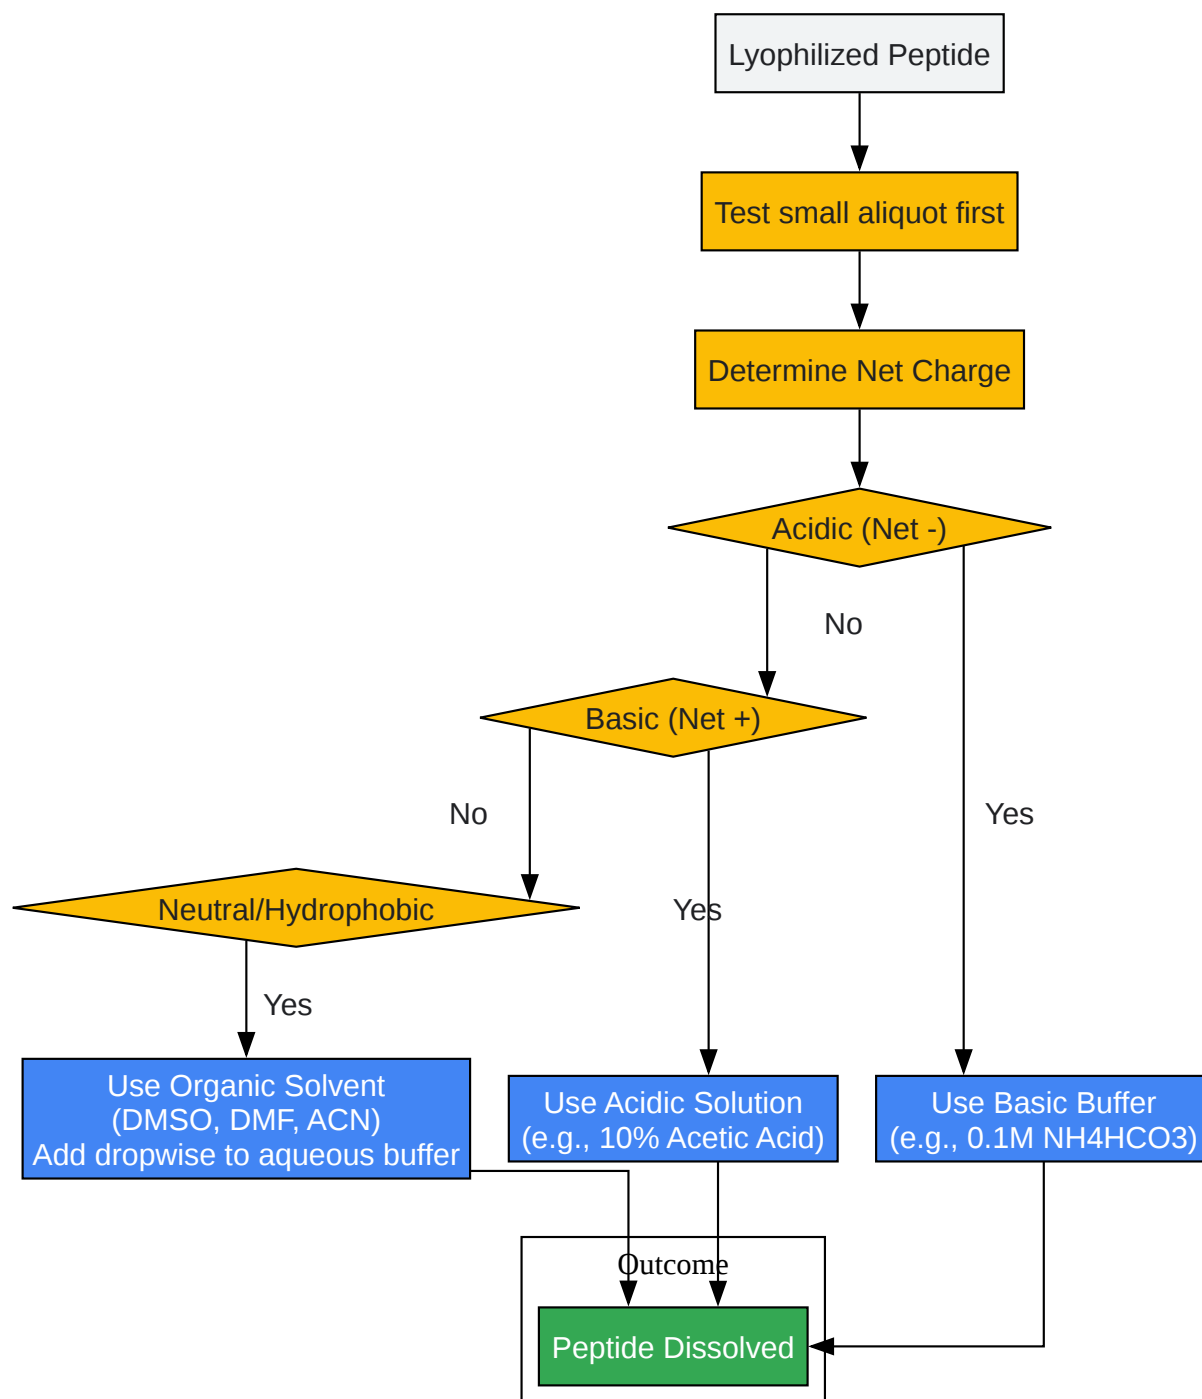 Lyophilized Peptide
Test small aliquot first
Determine Net Charge
Acidic (Net -)
No
Basic (Net +)
No
Yes
Neutral/Hydrophobic
Yes
Yes
Use Organic Solvent
(DMSO, DMF, ACN)
Add dropwise to aqueous buffer
Use Acidic Solution
(e.g., 10% Acetic Acid)
Use Basic Buffer
(e.g., 0.1M NH4HCO3)
Outcome
Peptide Dissolved